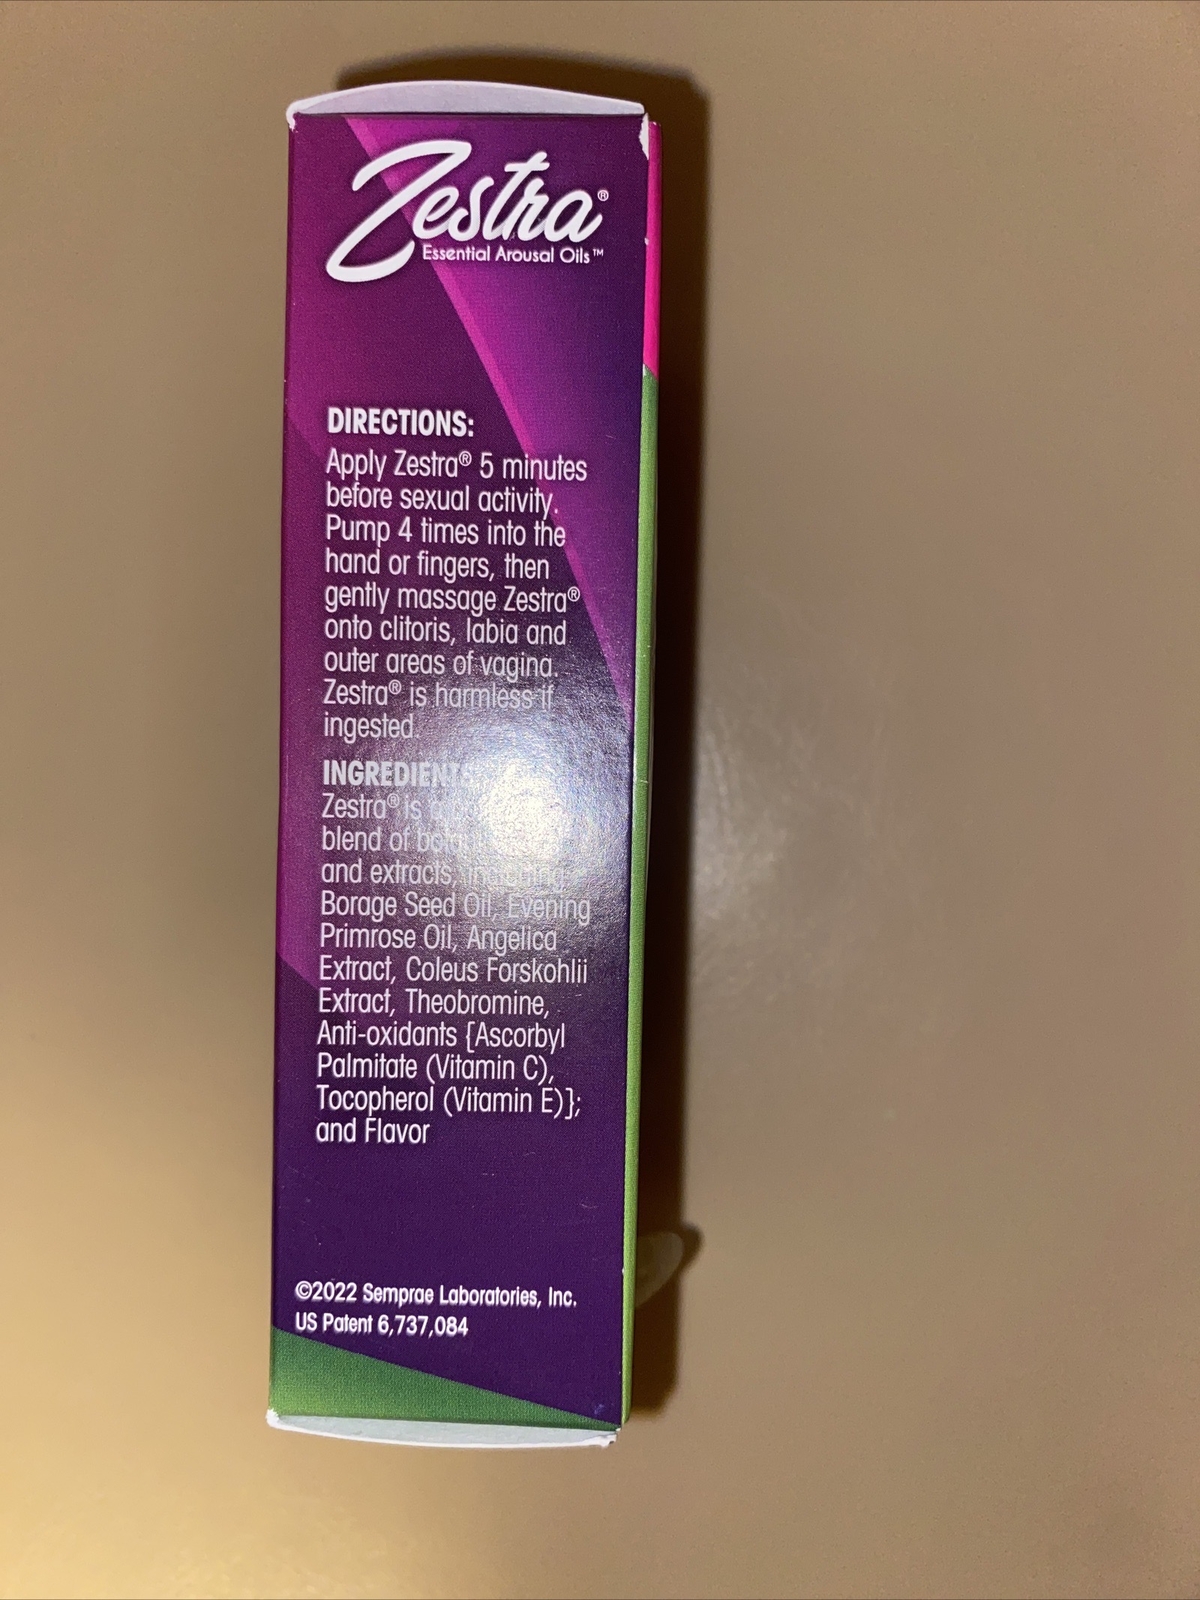 Zestra®
Essential Arousal Oils™
DIRECTIONS:
Apply Zestra® 5 minutes
before sexual activity.
Pump 4 times into the
hand or fingers, then
gently massage Zestra®
onto clitoris, labia and
outer areas of vagina.
Zestra® is harmless if
ingested.
INGREDIENTS
Zestra® is
blend of
and extracts, including
Borage Seed Oil, Evening
Primrose Oil, Angelica
Extract, Coleus Forskohlii
Extract, Theobromine,
Anti-oxidants {Ascorbyl
Palmitate (Vitamin C),
Tocopherol (Vitamin E)};
and Flavor
©2022 Semprae Laboratories, Inc.
US Patent 6,737,084